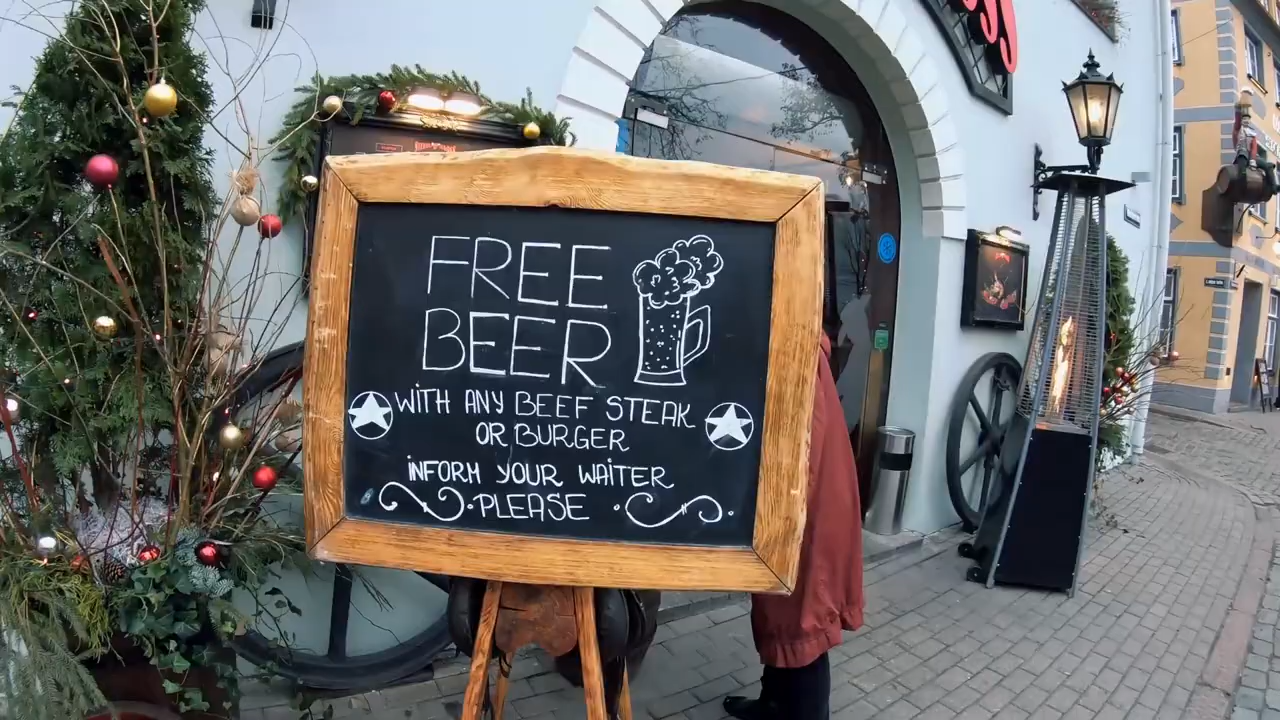 FREE
BEER
WITH ANY BEEF STEAK
OR BURGER
INFORM YOUR WAITER
PLEASE